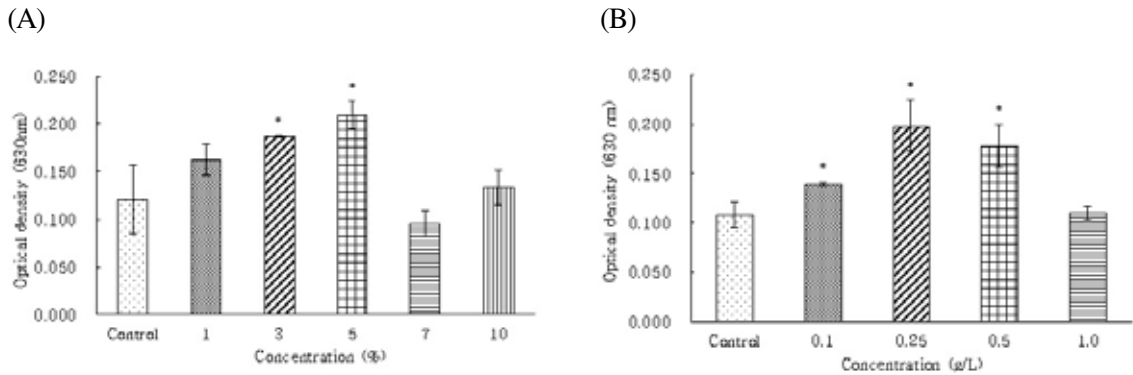 (A)
(B)
Optical density (630nm)
0.250
0.200
0.150
0.100
0.050
0.000
*
*
Control 1 3 5 7 10
Concentration (%)
Optical density (630 nm)
0.250
0.200
0.150
0.100
0.050
0.000
*
*
*
Control 0.1 0.25 0.5 1.0
Concentration (g/L)